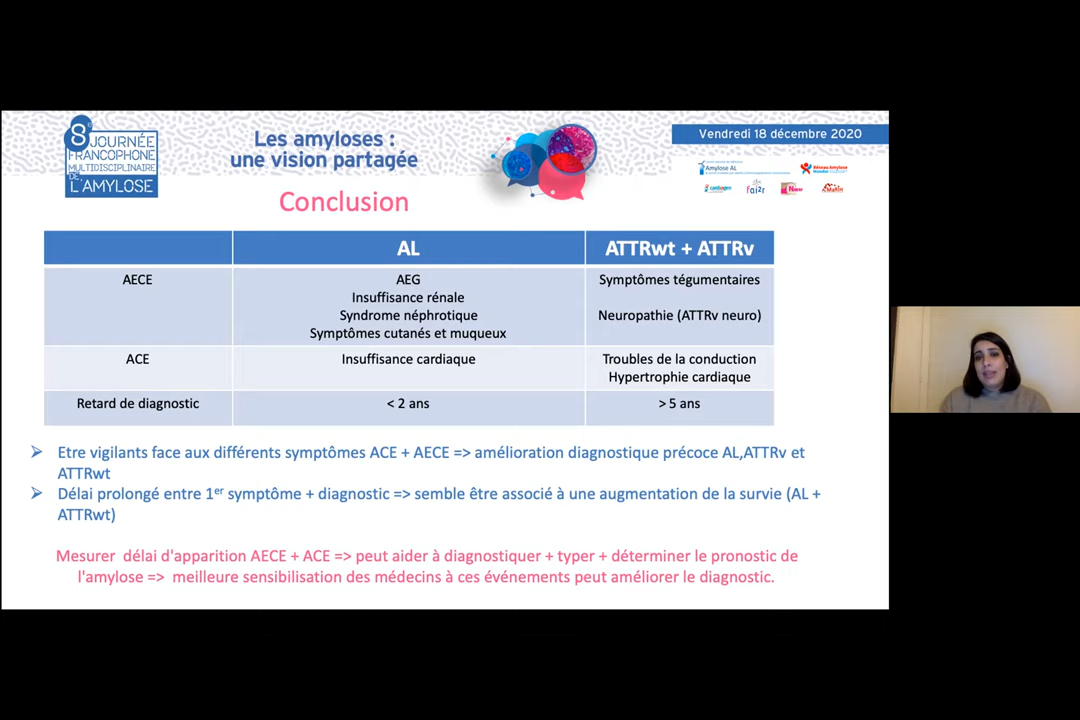 8e
JOURNÉE
FRANCOPHONE
MULTIDISCIPLINAIRE
DE L'AMYLOSE
Les amyloses :
une vision partagée
Vendredi 18 décembre 2020
Amylose AL
Réseau Amylose
cardiogen
fai2r
Conclusion
AL
ATTRwt + ATTRv
AECE
AEG
Insuffisance rénale
Syndrome néphrotique
Symptômes cutanés et muqueux
Symptômes tégumentaires
Neuropathie (ATTRv neuro)
ACE
Insuffisance cardiaque
Troubles de la conduction
Hypertrophie cardiaque
Retard de diagnostic
< 2 ans
> 5 ans
Etre vigilants face aux différents symptômes ACE + AECE => amélioration diagnostique précoce AL,ATTRv et
ATTRwt
Délai prolongé entre 1er symptôme + diagnostic => semble être associé à une augmentation de la survie (AL +
ATTRwt)
Mesurer délai d'apparition AECE + ACE => peut aider à diagnostiquer + typer + déterminer le pronostic de
l'amylose => meilleure sensibilisation des médecins à ces événements peut améliorer le diagnostic.